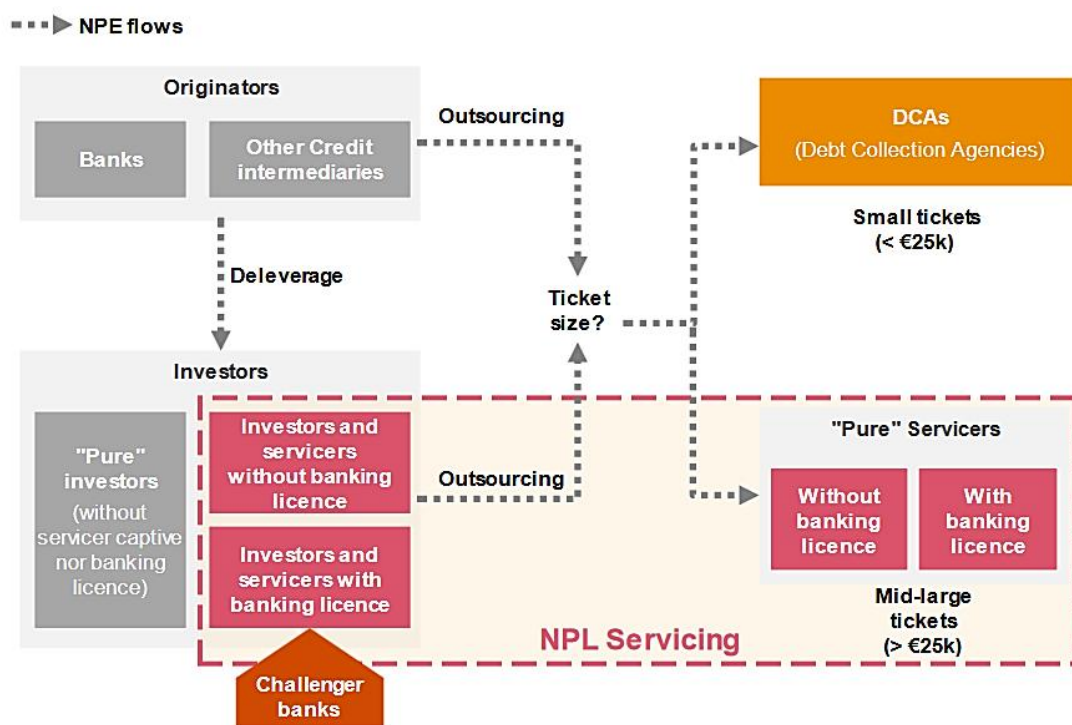 NPE flows
Originators
Banks
Other Credit
intermediaries
Outsourcing
DCAs
(Debt Collection Agencies)
Small tickets
(< €25k)
Deleverage
Ticket
size?
Investors
"Pure"
investors
(without
servicer captive
nor banking
licence)
Investors and
servicers
without banking
licence
Investors and
servicers with
banking licence
Outsourcing
"Pure" Servicers
Without
banking
licence
With
banking
licence
Mid-large
tickets
(> €25k)
NPL Servicing
Challenger
banks